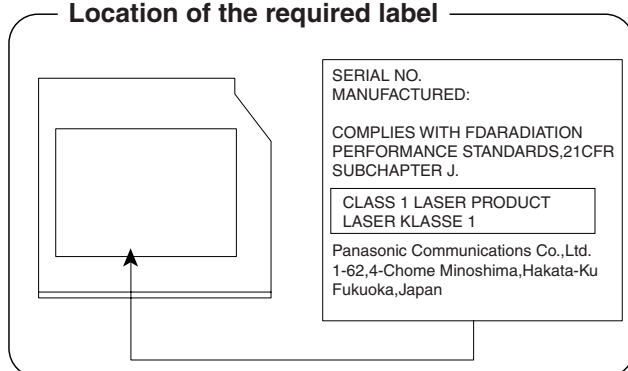 Location of the required label
SERIAL NO.
MANUFACTURED:
COMPLIES WITH FDARADIATION
PERFORMANCE STANDARDS,21CFR
SUBCHAPTER J.
CLASS 1 LASER PRODUCT
LASER KLASSE 1
Panasonic Communications Co.,Ltd.
1-62,4-Chome Minoshima,Hakata-Ku
Fukuoka,Japan